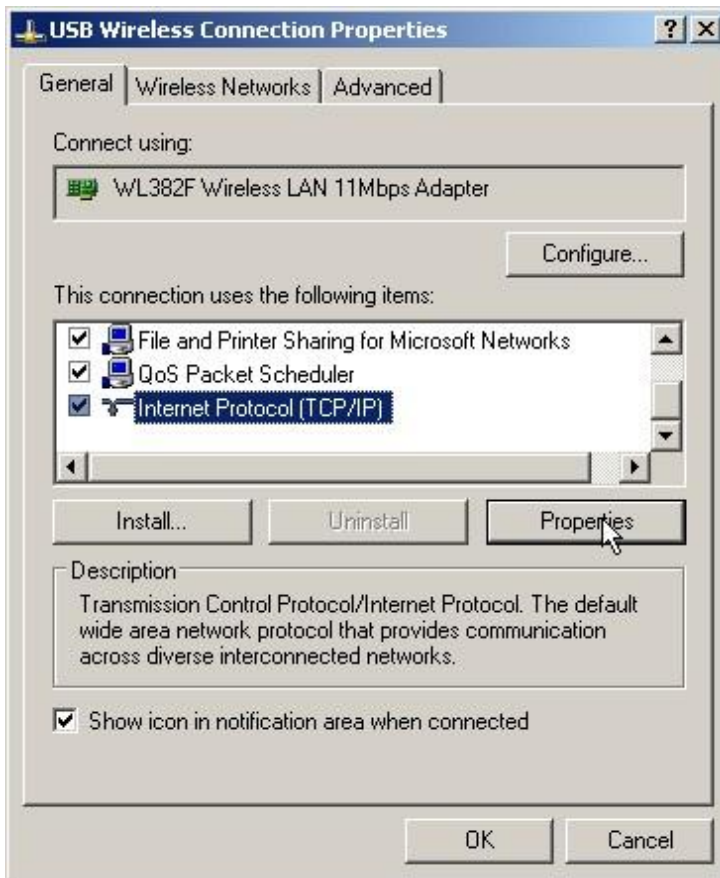 USB Wireless Connection Properties
General
Wireless Networks
Advanced
Connect using:
WL382F Wireless LAN 11Mbps Adapter
Configure...
This connection uses the following items:
File and Printer Sharing for Microsoft Networks
QoS Packet Scheduler
Internet Protocol (TCP/IP)
Install...
Uninstall
Properties
Description
Transmission Control Protocol/Internet Protocol. The default
wide area network protocol that provides communication
across diverse interconnected networks.
Show icon in notification area when connected
OK
Cancel